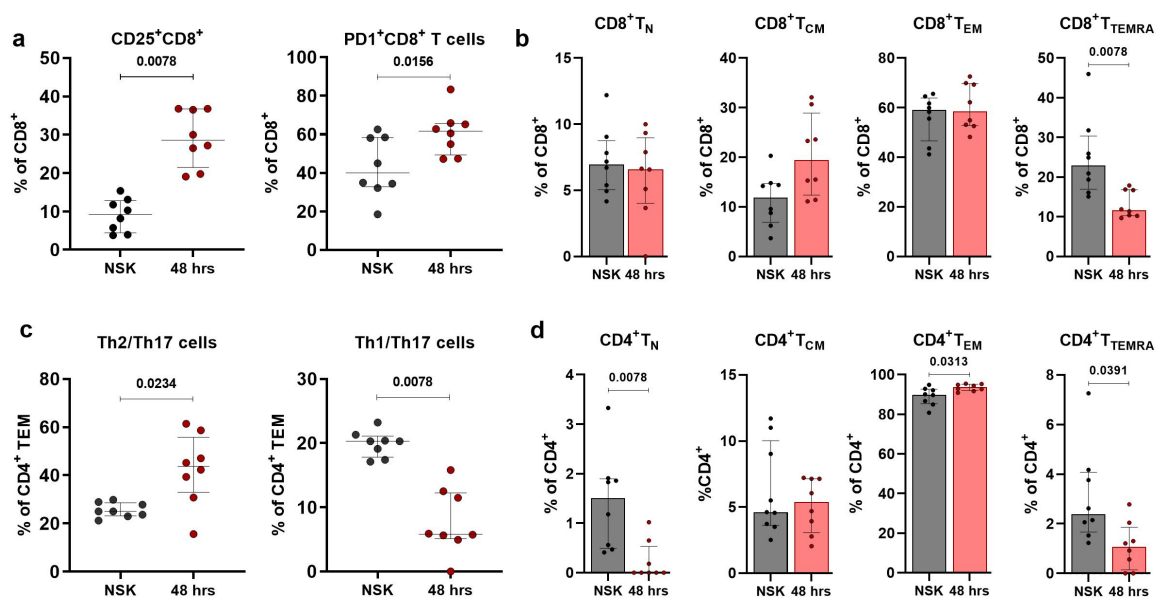 a
CD25⁺CD8⁺
0.0078
% of CD8⁺
50
40
30
20
10
0
NSK 48 hrs
PD1⁺CD8⁺ T cells
0.0156
% of CD8⁺
100
80
60
40
20
0
NSK 48 hrs
b
CD8⁺T_N
% of CD8⁺
15
10
5
0
NSK 48 hrs
CD8⁺T_CM
% of CD8⁺
40
30
20
10
0
NSK 48 hrs
CD8⁺T_EM
% of CD8⁺
80
60
40
20
0
NSK 48 hrs
CD8⁺T_TEMRA
0.0078
% of CD8⁺
50
40
30
20
10
0
NSK 48 hrs
c
Th2/Th17 cells
0.0234
% of CD4⁺ TEM
80
60
40
20
0
NSK 48 hrs
Th1/Th17 cells
0.0078
% of CD4⁺ TEM
30
20
10
0
NSK 48 hrs
d
CD4⁺T_N
0.0078
% of CD4⁺
4
3
2
1
0
NSK 48 hrs
CD4⁺T_CM
%CD4⁺
15
10
5
0
NSK 48 hrs
CD4⁺T_EM
0.0313
% of CD4⁺
100
80
60
40
20
0
NSK 48 hrs
CD4⁺T_TEMRA
0.0391
% of CD4⁺
8
6
4
2
0
NSK 48 hrs